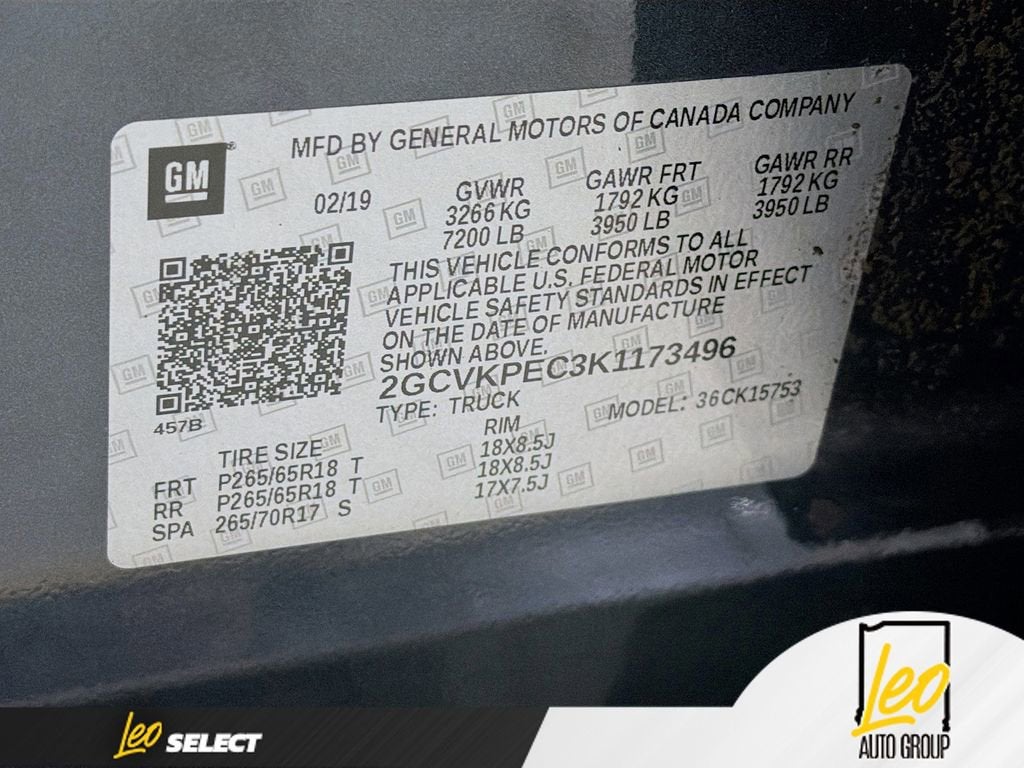 GM
MFD BY GENERAL MOTORS OF CANADA COMPANY
02/19
GVWR
3266 KG
7200 LB
GAWR FRT
1792 KG
3950 LB
GAWR RR
1792 KG
3950 LB
THIS VEHICLE CONFORMS TO ALL
APPLICABLE U.S. FEDERAL MOTOR
VEHICLE SAFETY STANDARDS IN EFFECT
ON THE DATE OF MANUFACTURE
SHOWN ABOVE.
2GCVKPEC3K1173496
TYPE: TRUCK MODEL: 36CK15753
457B
TIRE SIZE RIM
FRT P265/65R18 T 18X8.5J
RR P265/65R18 T 18X8.5J
SPA 265/70R17 S 17X7.5J
Leo SELECT
Leo
AUTO GROUP